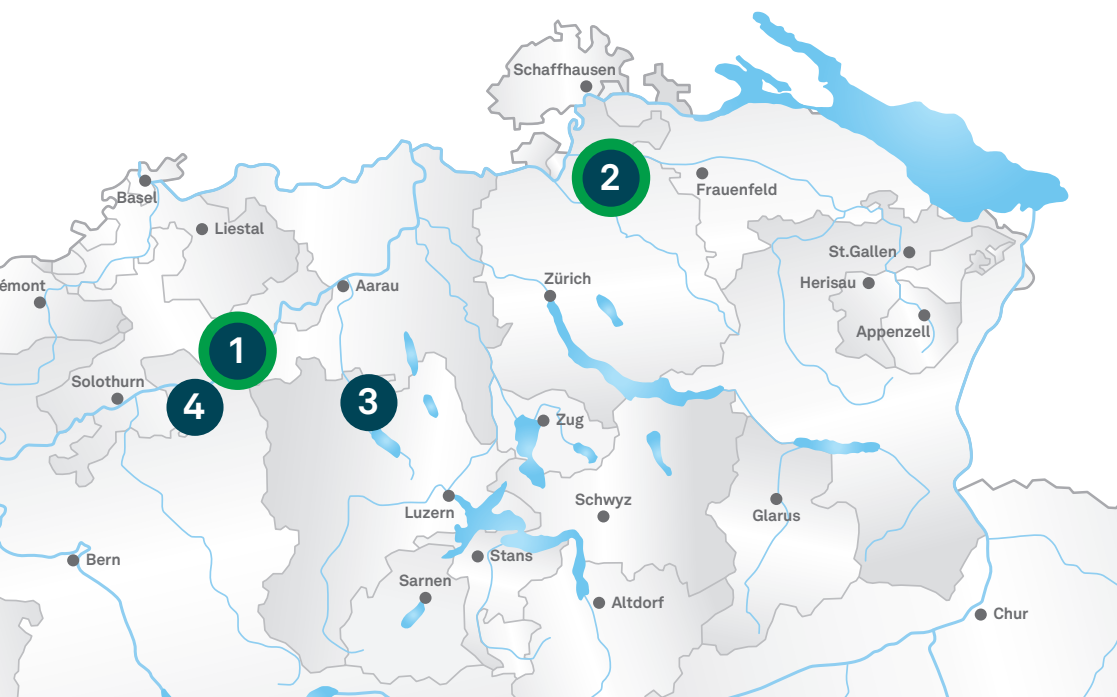 Schaffhausen
2
Basel
Frauenfeld
Liestal
St.Gallen
émont
Aarau
Zürich
Herisau
Appenzell
1
Solothurn
4
3
Zug
Luzern
Schwyz
Glarus
Bern
Stans
Sarnen
Altdorf
Chur